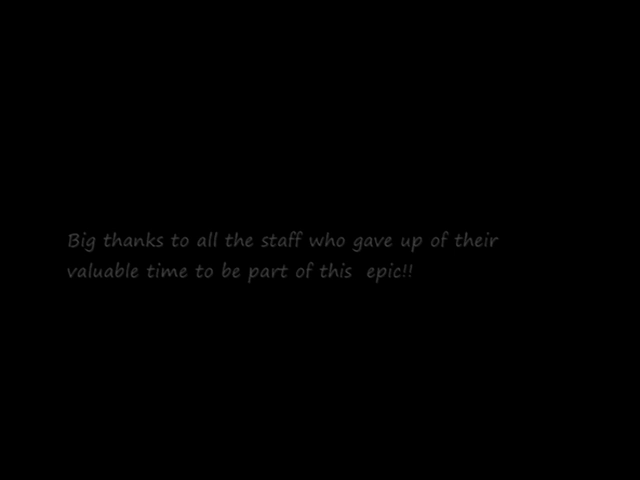 Big thanks to all the staff who gave up of their
valuable time to be part of this  epic!!